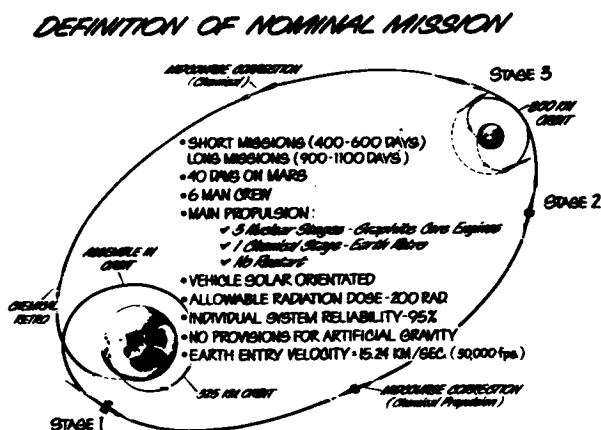 DEFINITION OF NOMINAL MISSION
MIDCOURSE CORRECTION
(Chemical)
STAGE 3
800 KM
ORBIT
• SHORT MISSIONS (400-600 DAYS)
LONG MISSIONS (900-1100 DAYS)
• 40 DAYS ON MARS
• 6 MAN CREW
• MAIN PROPULSION:
✓ 3 Nuclear Stages - Graphite Core Engines
✓ 1 Chemical Stage - Earth Retro
✓ No Restart
STAGE 2
ASSEMBLE IN
ORBIT
• VEHICLE SOLAR ORIENTATED
CHEMICAL
RETRO
• ALLOWABLE RADIATION DOSE - 200 RAD.
• INDIVIDUAL SYSTEM RELIABILITY - 95%
• NO PROVISIONS FOR ARTIFICIAL GRAVITY
• EARTH ENTRY VELOCITY = 15.24 KM/SEC. (50,000 fps.)
325 KM ORBIT
MIDCOURSE CORRECTION
(Chemical Propulsion)
STAGE 1